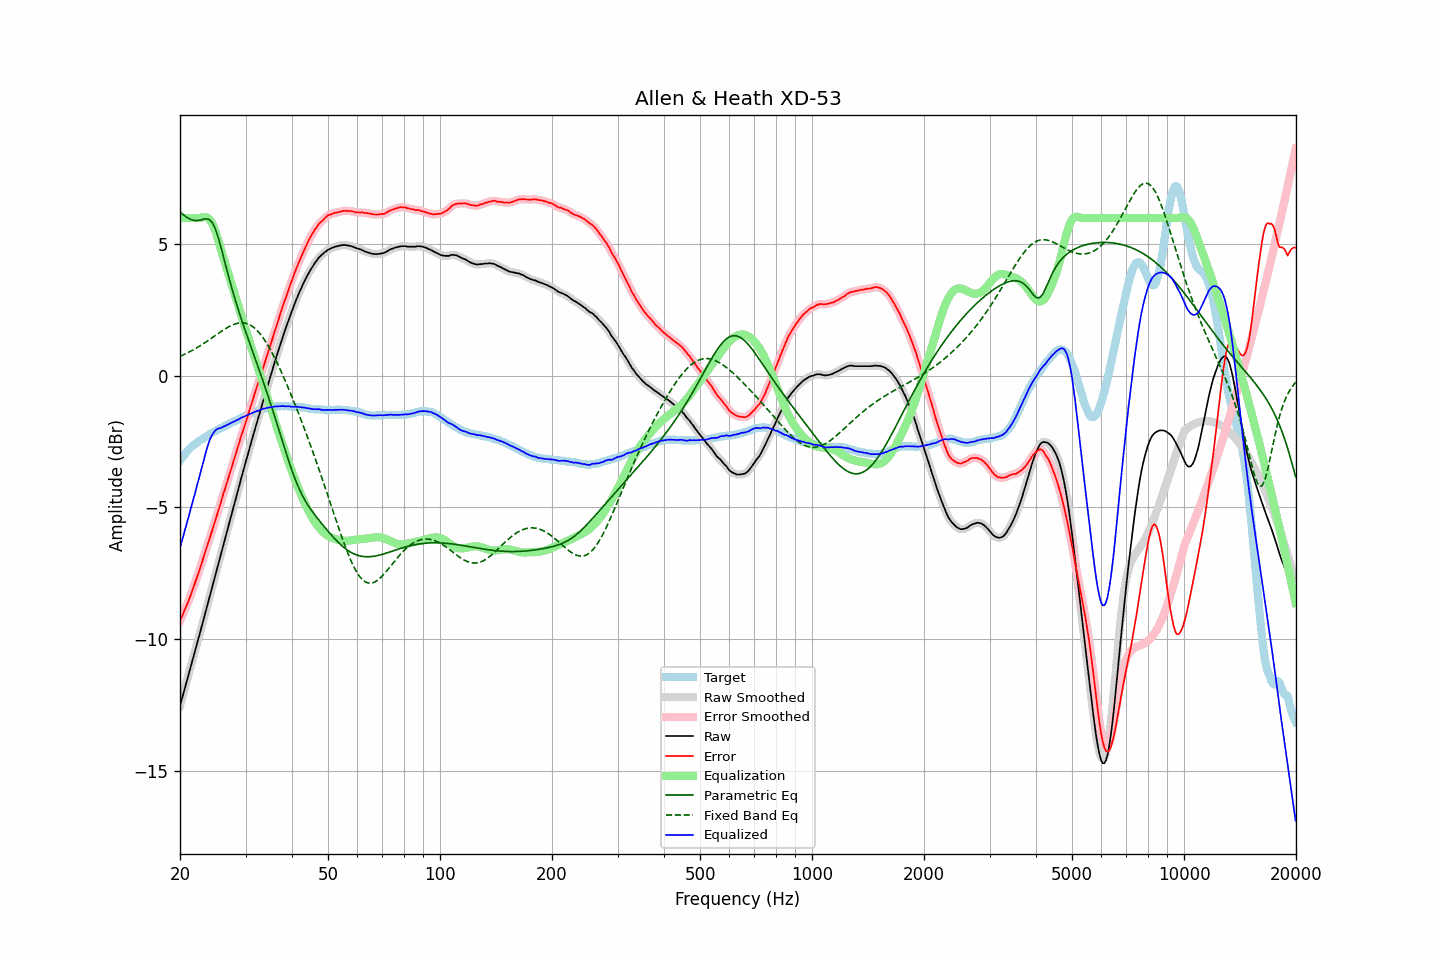 Allen & Heath XD-53
Amplitude (dBr)
5
0
−5
−10
−15
Target
Raw Smoothed
Error Smoothed
Raw
Error
Equalization
Parametric Eq
Fixed Band Eq
Equalized
20 50 100 200 500 1000 2000 5000 10000 20000
Frequency (Hz)